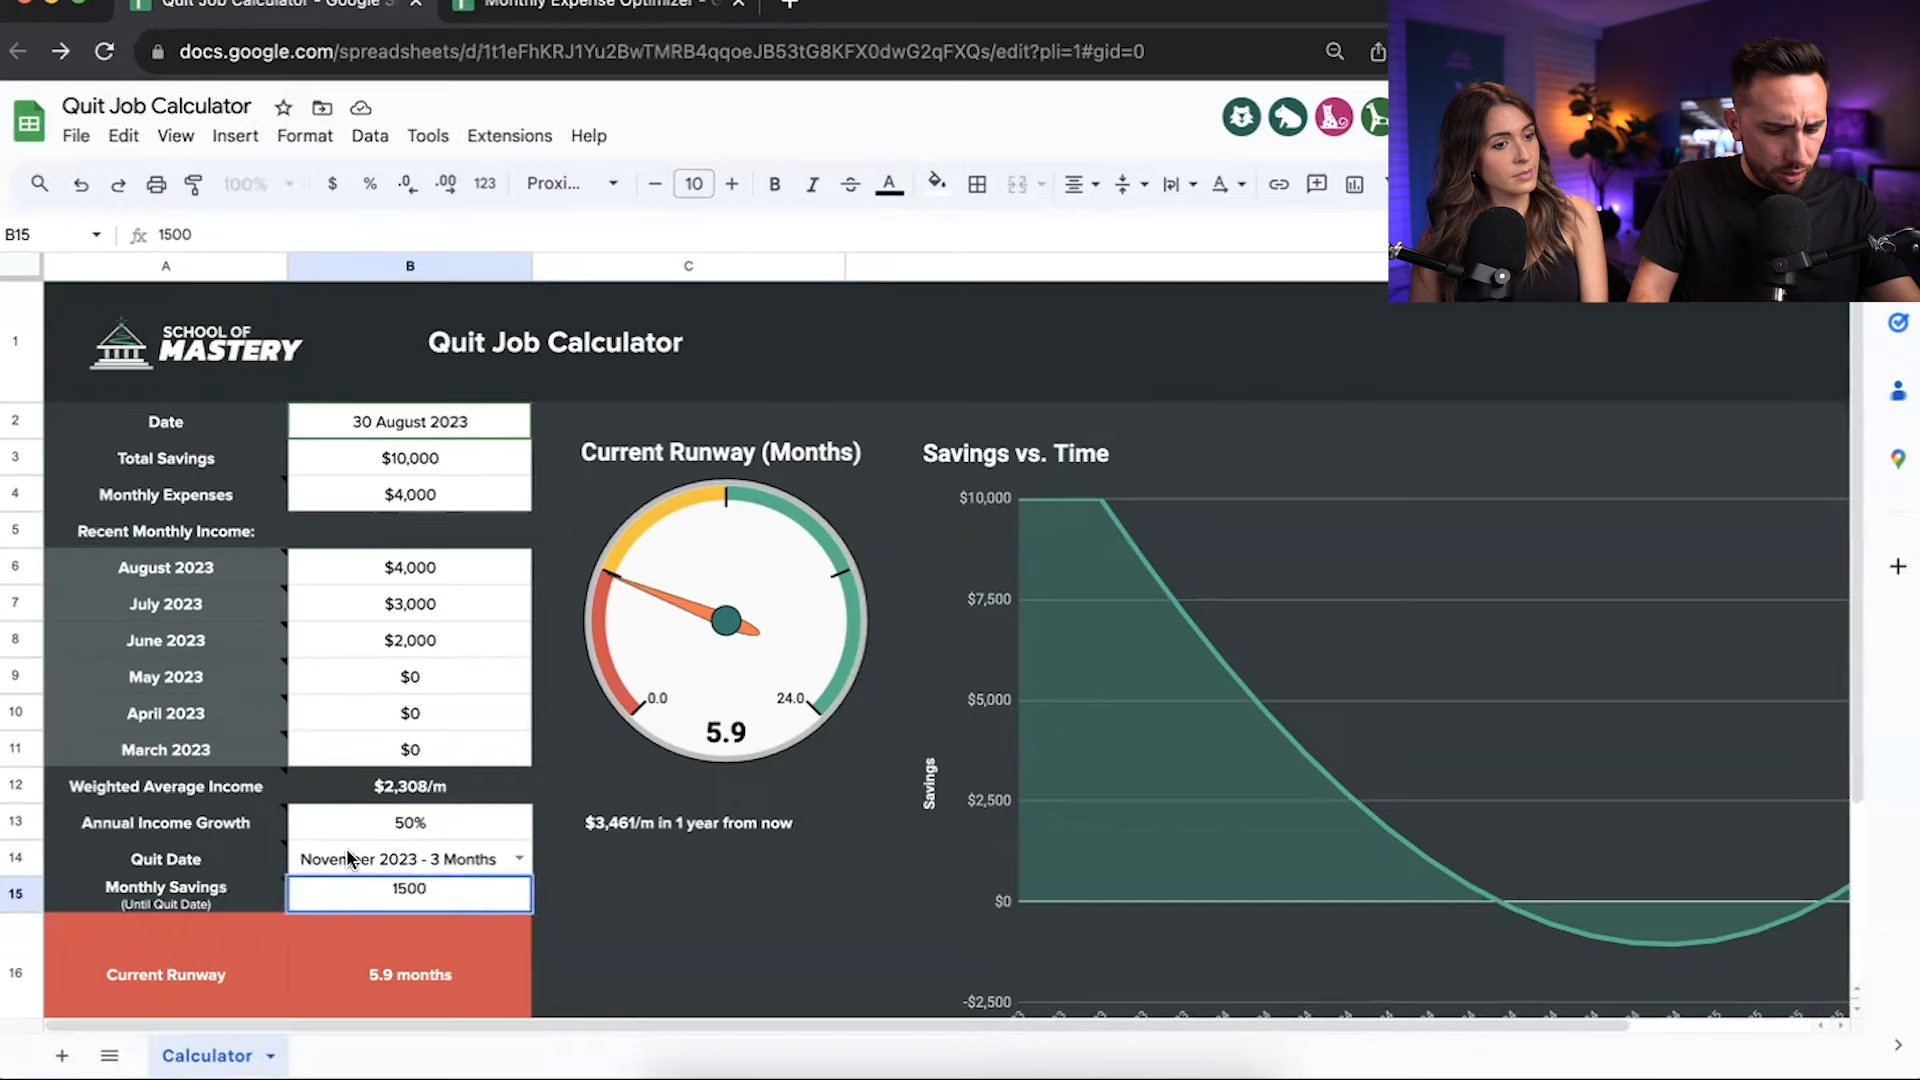 Quit Job Calculator - Google S
Monthly Expense Optimizer - G
docs.google.com/spreadsheets/d/1t1eFhKRJ1Yu2BwTMRB4qqoeJB53tG8KFX0dwG2qFXQs/edit?pli=1#gid=0
Quit Job Calculator
File Edit View Insert Format Data Tools Extensions Help
100% $ % .0 .00 123 Proxi... 10 B I A
B15 fx 1500
A B C
1 SCHOOL OF
MASTERY
Quit Job Calculator
2 Date 30 August 2023
3 Total Savings $10,000
4 Monthly Expenses $4,000
5 Recent Monthly Income:
6 August 2023 $4,000
7 July 2023 $3,000
8 June 2023 $2,000
9 May 2023 $0
10 April 2023 $0
11 March 2023 $0
12 Weighted Average Income $2,308/m
13 Annual Income Growth 50%
14 Quit Date November 2023 - 3 Months
15 Monthly Savings 1500
(Until Quit Date)
16 Current Runway 5.9 months
Current Runway (Months)
0.0 24.0
5.9
$3,461/m in 1 year from now
Savings vs. Time
$10,000
$7,500
$5,000
$2,500
$0
-$2,500
Savings
Calculator